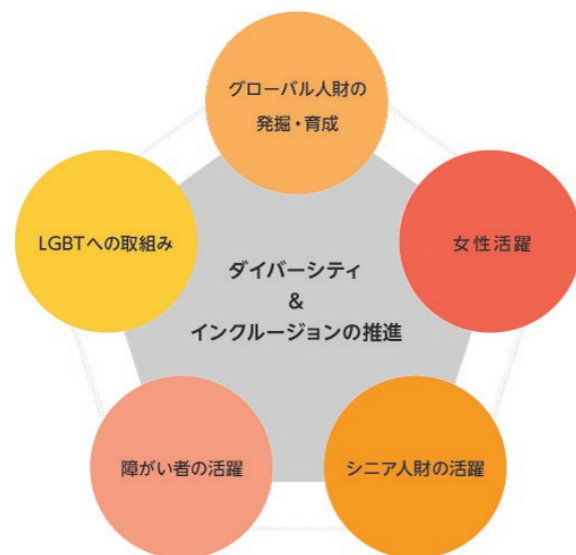 グローバル人財の
発掘・育成
LGBTへの取組み
女性活躍
ダイバーシティ
&
インクルージョンの推進
障がい者の活躍
シニア人財の活躍